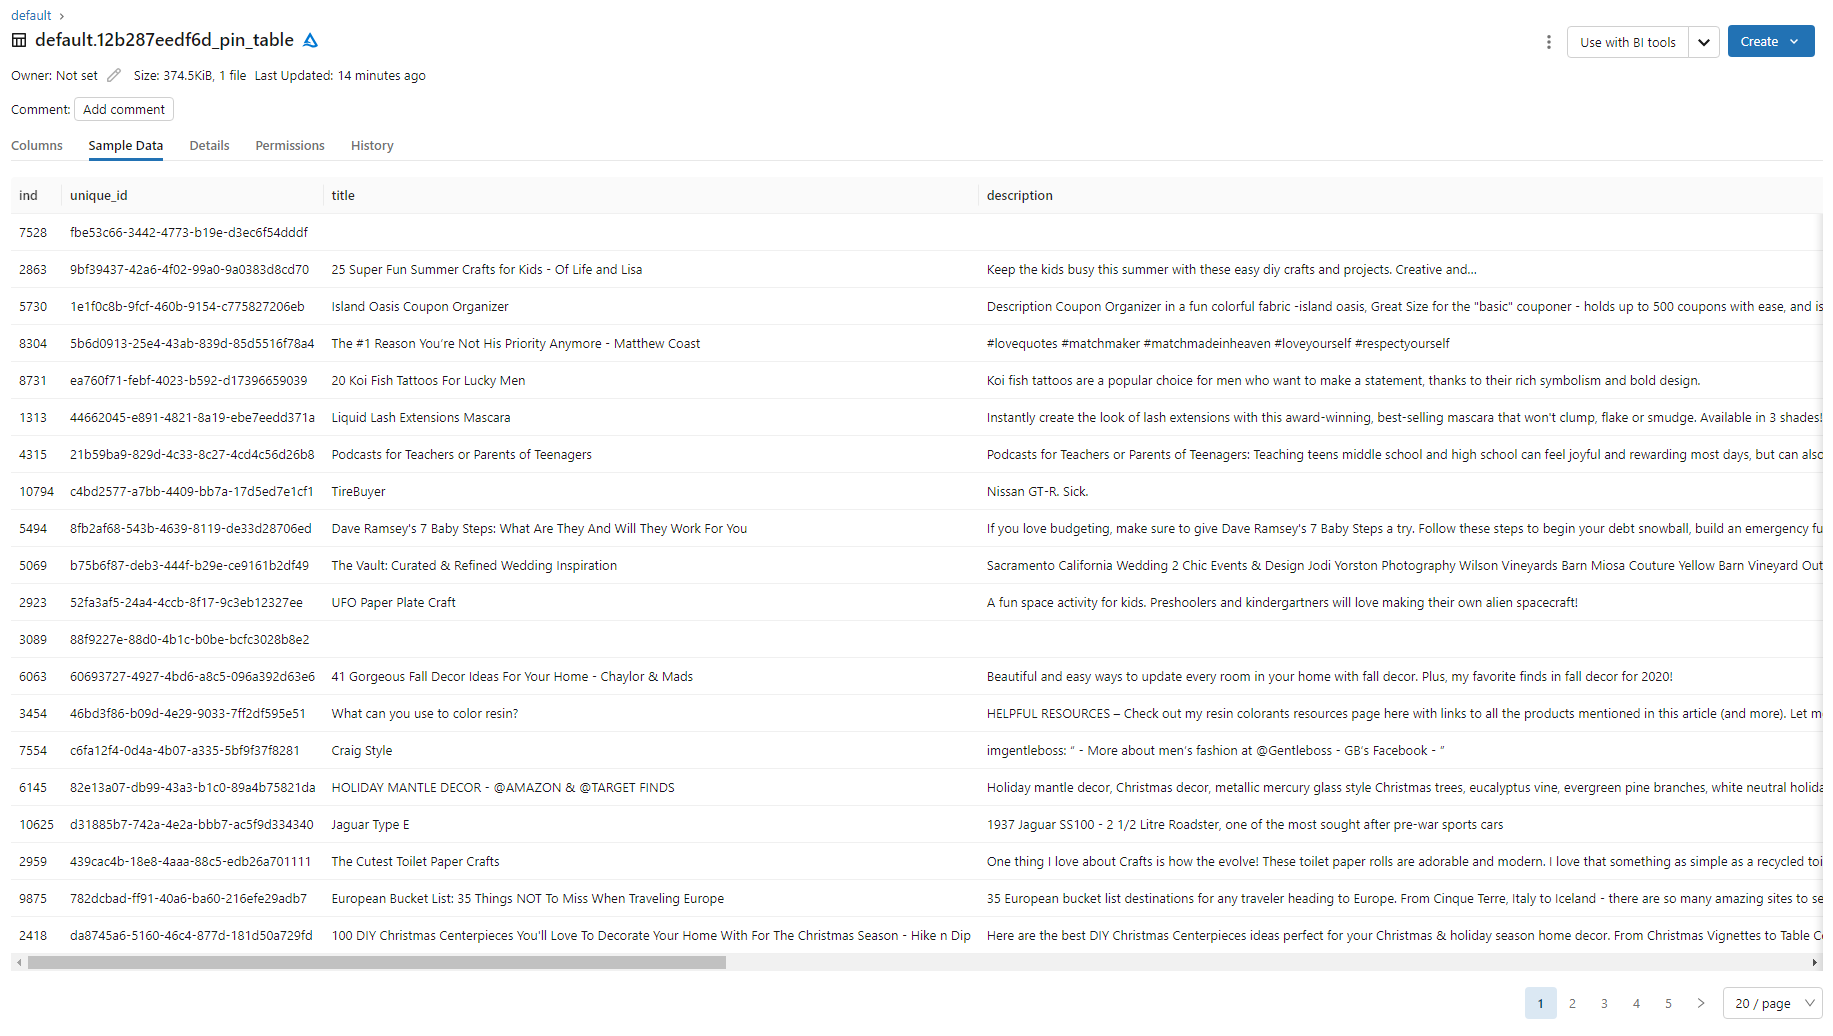 default ›
default.12b287eedf6d_pin_table
Use with BI tools
Create
Owner: Not set Size: 374.5KiB, 1 file Last Updated: 14 minutes ago
Comment: Add comment
Columns Sample Data Details Permissions History
ind unique_id title description
7528 fbe53c66-3442-4773-b19e-d3ec6f54dddf
2863 9bf39437-42a6-4f02-99a0-9a0383d8cd70 25 Super Fun Summer Crafts for Kids - Of Life and Lisa Keep the kids busy this summer with these easy diy crafts and projects. Creative and...
5730 1e1f0c8b-9fcf-460b-9154-c775827206eb Island Oasis Coupon Organizer Description Coupon Organizer in a fun colorful fabric -island oasis, Great Size for the "basic" couponer - holds up to 500 coupons with ease, and is
8304 5b6d0913-25e4-43ab-839d-85d5516f78a4 The #1 Reason You’re Not His Priority Anymore - Matthew Coast #lovequotes #matchmaker #matchmadeinheaven #loveyourself #respectyourself
8731 ea760f71-febf-4023-b592-d17396659039 20 Koi Fish Tattoos For Lucky Men Koi fish tattoos are a popular choice for men who want to make a statement, thanks to their rich symbolism and bold design.
1313 44662045-e891-4821-8a19-ebe7eedd371a Liquid Lash Extensions Mascara Instantly create the look of lash extensions with this award-winning, best-selling mascara that won't clump, flake or smudge. Available in 3 shades!
4315 21b59ba9-829d-4c33-8c27-4cd4c56d26b8 Podcasts for Teachers or Parents of Teenagers Podcasts for Teachers or Parents of Teenagers: Teaching teens middle school and high school can feel joyful and rewarding most days, but can also
10794 c4bd2577-a7bb-4409-bb7a-17d5ed7e1cf1 TireBuyer Nissan GT-R. Sick.
5494 8fb2af68-543b-4639-8119-de33d28706ed Dave Ramsey's 7 Baby Steps: What Are They And Will They Work For You If you love budgeting, make sure to give Dave Ramsey's 7 Baby Steps a try. Follow these steps to begin your debt snowball, build an emergency fu
5069 b75b6f87-deb3-444f-b29e-ce9161b2df49 The Vault: Curated & Refined Wedding Inspiration Sacramento California Wedding 2 Chic Events & Design Jodi Yorston Photography Wilson Vineyards Barn Miosa Couture Yellow Barn Vineyard Out
2923 52fa3af5-24a4-4ccb-8f17-9c3eb12327ee UFO Paper Plate Craft A fun space activity for kids. Preshoolers and kindergartners will love making their own alien spacecraft!
3089 88f9227e-88d0-4b1c-b0be-bcfc3028b8e2
6063 60693727-4927-4bd6-a8c5-096a392d63e6 41 Gorgeous Fall Decor Ideas For Your Home - Chaylor & Mads Beautiful and easy ways to update every room in your home with fall decor. Plus, my favorite finds in fall decor for 2020!
3454 46bd3f86-b09d-4e29-9033-7ff2df595e51 What can you use to color resin? HELPFUL RESOURCES – Check out my resin colorants resources page here with links to all the products mentioned in this article (and more). Let m
7554 c6fa12f4-0d4a-4b07-a335-5bf9f37f8281 Craig Style imgentleboss: “ - More about men’s fashion at @Gentleboss - GB’s Facebook - ”
6145 82e13a07-db99-43a3-b1c0-89a4b75821da HOLIDAY MANTLE DECOR - @AMAZON & @TARGET FINDS Holiday mantle decor, Christmas decor, metallic mercury glass style Christmas trees, eucalyptus vine, evergreen pine branches, white neutral holida
10625 d31885b7-742a-4e2a-bbb7-ac5f9d334340 Jaguar Type E 1937 Jaguar SS100 - 2 1/2 Litre Roadster, one of the most sought after pre-war sports cars
2959 439cac4b-18e8-4aaa-88c5-edb26a701111 The Cutest Toilet Paper Crafts One thing I love about Crafts is how the evolve! These toilet paper rolls are adorable and modern. I love that something as simple as a recycled toi
9875 782dcbad-ff91-40a6-ba60-216efe29adb7 European Bucket List: 35 Things NOT To Miss When Traveling Europe 35 European bucket list destinations for any traveler heading to Europe. From Cinque Terre, Italy to Iceland - there are so many amazing sites to se
2418 da8745a6-5160-46c4-877d-181d50a729fd 100 DIY Christmas Centerpieces You'll Love To Decorate Your Home With For The Christmas Season - Hike n Dip Here are the best DIY Christmas Centerpieces ideas perfect for your Christmas & holiday season home decor. From Christmas Vignettes to Table C
1 2 3 4 5 20 / page